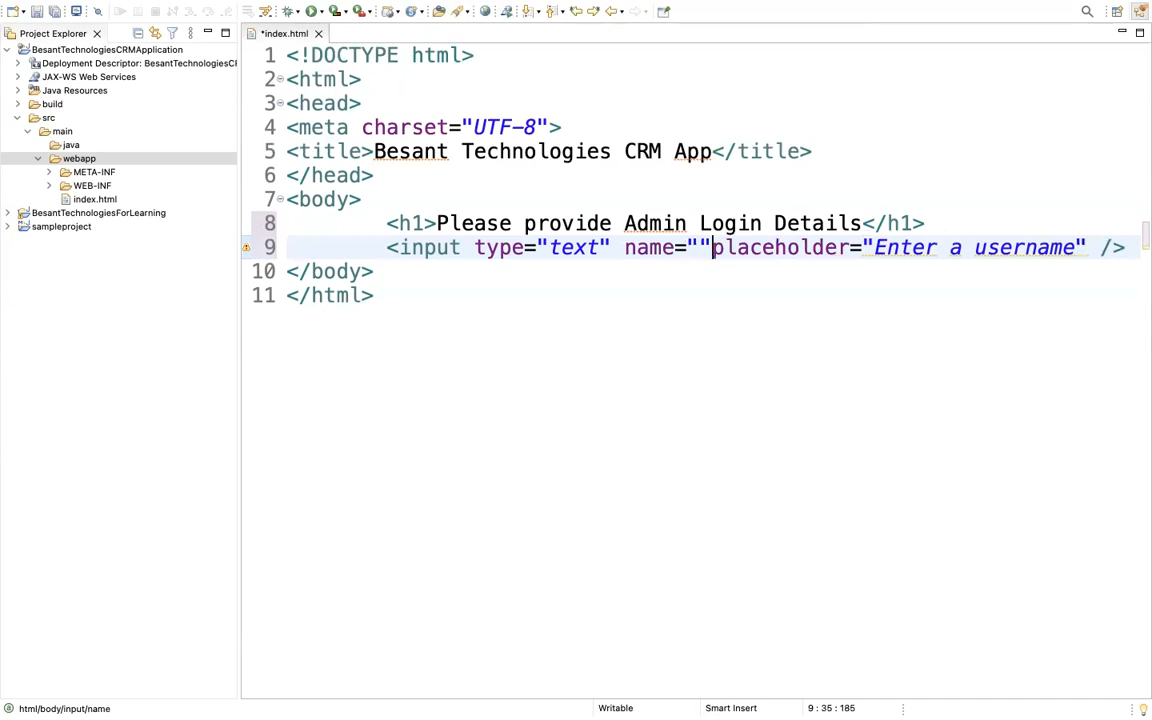 Project Explorer
BesantTechnologiesCRMApplication
Deployment Descriptor: BesantTechnologiesCR
JAX-WS Web Services
Java Resources
build
src
main
java
webapp
META-INF
WEB-INF
index.html
BesantTechnologiesForLearning
sampleproject
*index.html
1 <!DOCTYPE html>
2 <html>
3 <head>
4 <meta charset="UTF-8">
5 <title>Besant Technologies CRM App</title>
6 </head>
7 <body>
8 <h1>Please provide Admin Login Details</h1>
9 <input type="text" name=""placeholder="Enter a username" />
10 </body>
11 </html>
html/body/input/name
Writable
Smart Insert
9 : 35 : 185